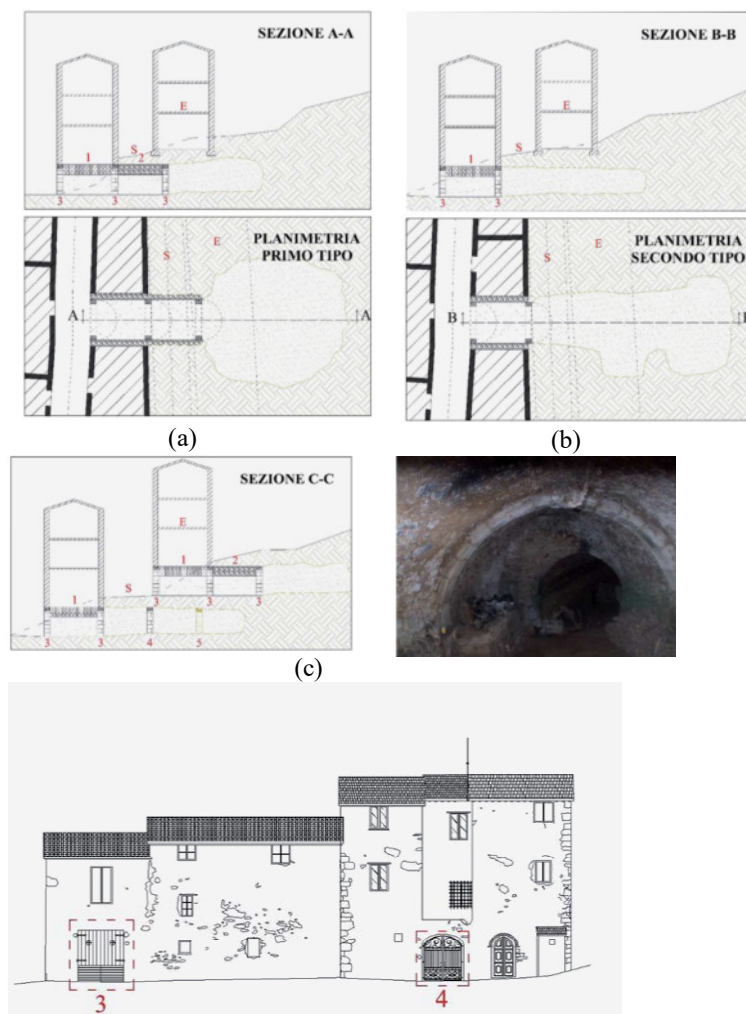 SEZIONE A-A
E
S
1
2
3 3 3
PLANIMETRIA
PRIMO TIPO
S
E
A
A
(a)
SEZIONE B-B
E
S
1
3 3
PLANIMETRIA
SECONDO TIPO
S
E
B
(b)
SEZIONE C-C
E
1
2
S
3 3 3
1
3 3 4 5
(c)
3
4